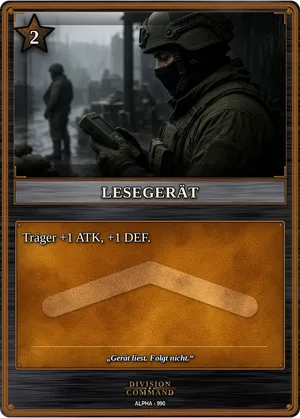 2
LESEGERÄT
Träger +1 ATK, +1 DEF.
„Gerät liest. Folgt nicht.“
DIVISION
COMMAND
ALPHA - 990